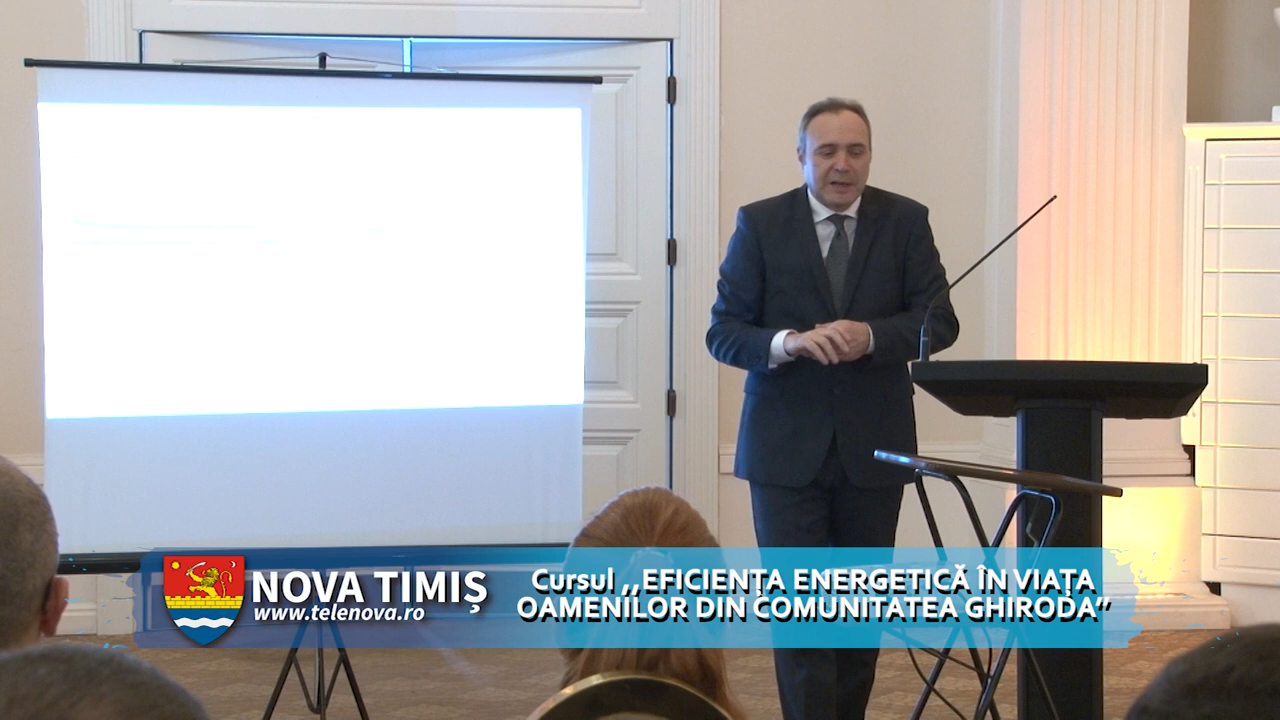 NOVA TIMIȘ
www.telenova.ro
Cursul ,,EFICIENȚA ENERGETICĂ ÎN VIAȚA
OAMENILOR DIN COMUNITATEA GHIRODA”